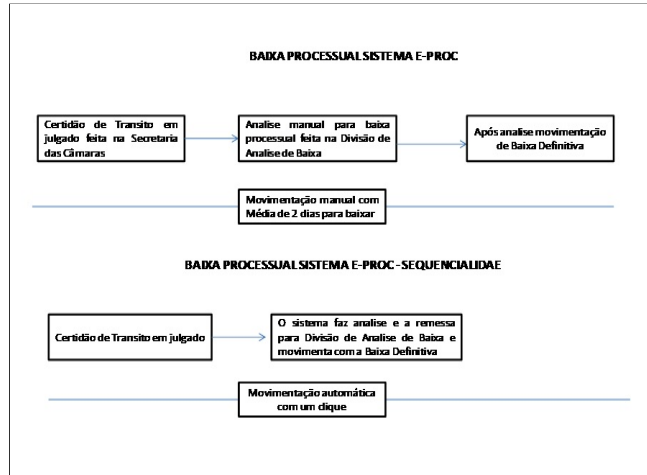 BAIXA PROCESSUAL SISTEMA E-PROC
Certidão de Transito em
julgado feita na Secretaria
das Câmaras
Analise manual para baixa
processual feita na Divisão de
Analise de Baixa
Após analise movimentação
de Baixa Definitiva
Movimentação manual com
Média de 2 dias para baixar
BAIXA PROCESSUAL SISTEMA E-PROC - SEQUENCIALIDAE
Certidão de Transito em julgado
O sistema faz analise e a remessa
para Divisão de Analise de Baixa e
movimenta com a Baixa Definitiva
Movimentação automática
com um clique